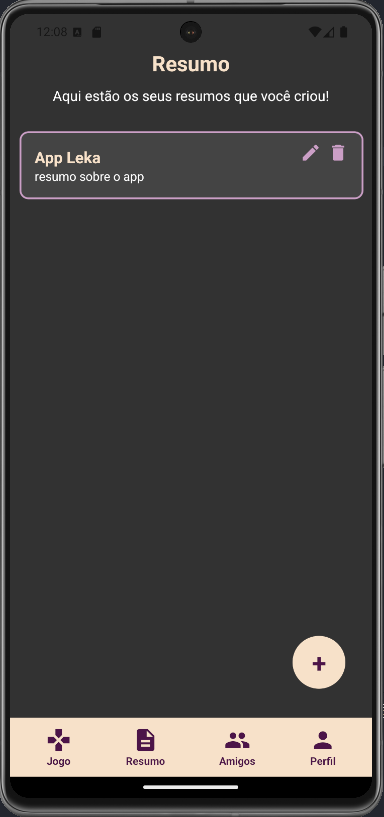 12:08
Resumo
Aqui estão os seus resumos que você criou!
App Leka
resumo sobre o app
+
Jogo Resumo Amigos Perfil